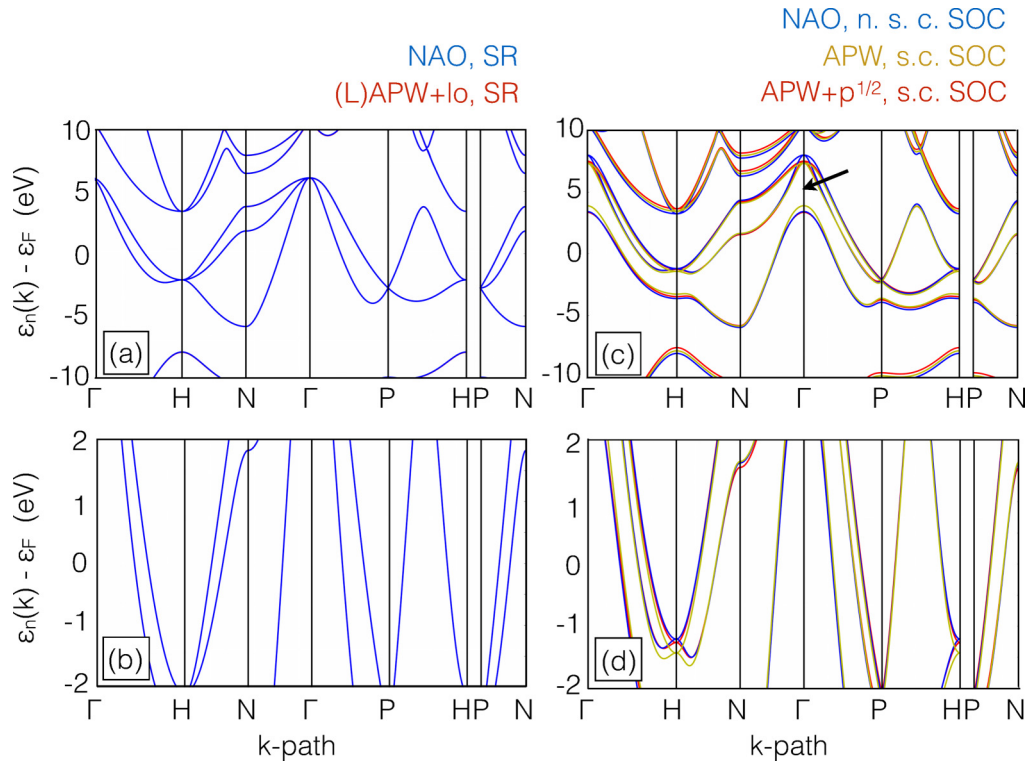 (a)
(c)
NAO, SR
(L)APW+lo, SR
NAO, n. s. c. SOC
APW, s.c. SOC
APW+p^1/2, s.c. SOC
εn(k) - εF (eV)
10
5
0
-5
-10
(a)
Γ H N Γ P HP N
10
5
0
-5
-10
(c)
Γ H N Γ P HP N
εn(k) - εF (eV)
2
1
0
-1
-2
(b)
Γ H N Γ P HP N
k-path
2
1
0
-1
-2
(d)
Γ H N Γ P HP N
k-path